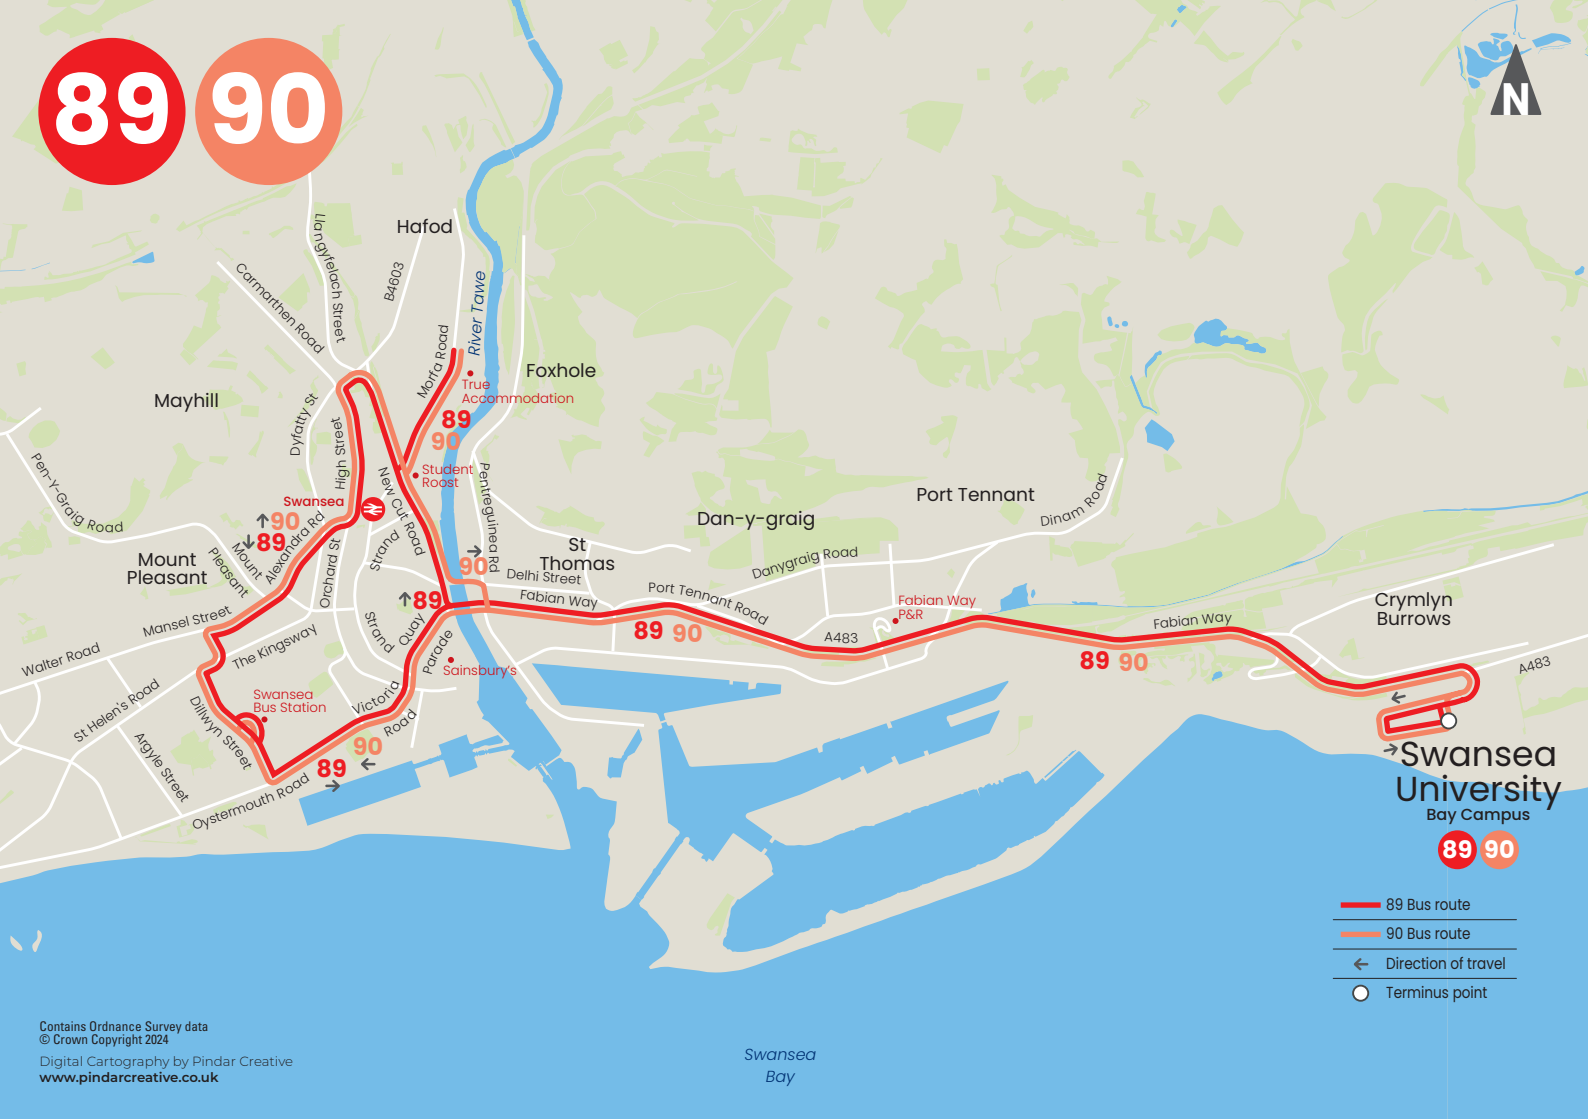 89 90
N
Hafod
Llangyfelach Street
Carmarthen Road
B4603
River Tawe
Morfa Road
Foxhole
True
Accommodation
Mayhill
Dyfatty St
High Street
89
90
Student
Roost
Pen-y-Graig Road
New Cut Road
Pentreguinea Rd
Swansea
90
89
Alexandra Rd
Mount
Pleasant
Mount
Pleasant
Orchard St
Strand
90
Port Tennant
Dinam Road
Dan-y-graig
St
Thomas
Danygraig Road
Delhi Street
Fabian Way
Port Tennant Road
89
Fabian Way
P&R
Crymlyn
Burrows
Mansel Street
Strand
Quay
Parade
89 90
A483
Fabian Way
89 90
A483
Walter Road
The Kingsway
Sainsbury's
St Helen's Road
Swansea
Bus Station
Victoria
Road
Dillwyn Street
Argyle Street
90
89
Oystermouth Road
Swansea
University
Bay Campus
89 90
89 Bus route
90 Bus route
Direction of travel
Terminus point
Contains Ordnance Survey data
© Crown Copyright 2024
Digital Cartography by Pindar Creative
www.pindarcreative.co.uk
Swansea
Bay